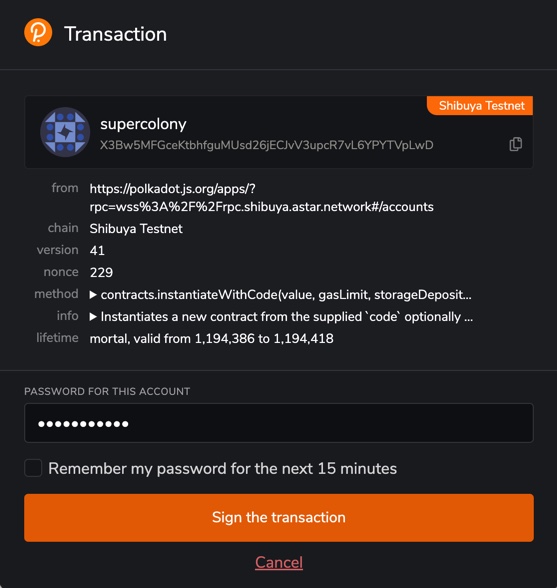 Transaction
Shibuya Testnet
supercolony
X3Bw5MFGceKtbhfguMUsd26jECJvV3upcR7vL6YPYTVpLwD
from https://polkadot.js.org/apps/?
rpc=wss%3A%2F%2Frpc.shibuya.astar.network#/accounts
chain Shibuya Testnet
version 41
nonce 229
method ▶ contracts.instantiateWithCode(value, gasLimit, storageDeposit...
info ▶ Instantiates a new contract from the supplied `code` optionally ...
lifetime mortal, valid from 1,194,386 to 1,194,418
PASSWORD FOR THIS ACCOUNT
●●●●●●●●●●●
Remember my password for the next 15 minutes
Sign the transaction
Cancel